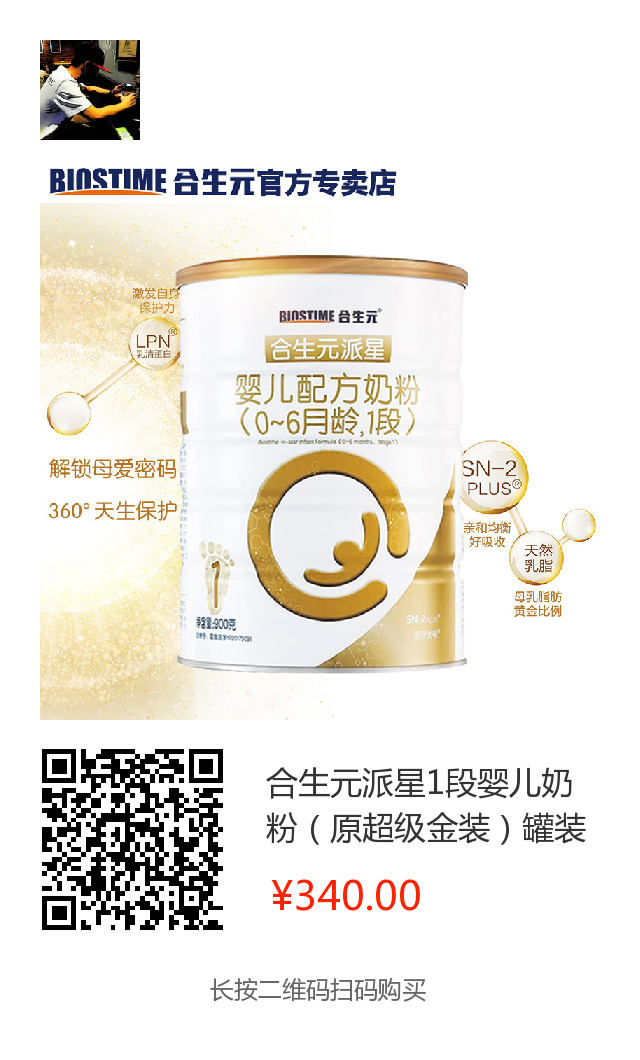 BIOSTIME 合生元官方专卖店
激发自身
保护力
LPN®
乳清蛋白
解锁母爱密码
360° 天生保护
BIOSTIME 合生元®
合生元派星
婴儿配方奶粉
（0~6月龄,1段）
1
净含量:900克
SN-2 PLUS®
SN-2
PLUS®
亲和均衡
好吸收
天然
乳脂
母乳脂肪
黄金比例
合生元派星1段婴儿奶
粉（原超级金装）罐装
¥340.00
长按二维码扫码购买